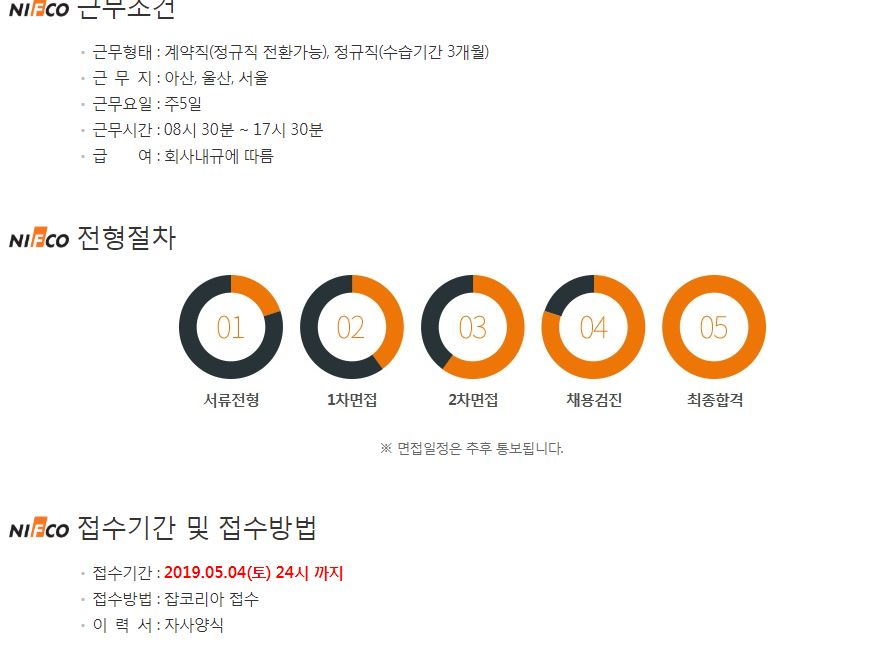 NIFCO 근무조건
근무형태 : 계약직(정규직 전환가능), 정규직(수습기간 3개월)
근 무 지 : 아산, 울산, 서울
근무요일 : 주5일
근무시간 : 08시 30분 ~ 17시 30분
급 여 : 회사내규에 따름
NIFCO 전형절차
01 02 03 04 05
서류전형 1차면접 2차면접 채용검진 최종합격
※ 면접일정은 추후 통보됩니다.
NIFCO 접수기간 및 접수방법
접수기간 : 2019.05.04(토) 24시 까지
접수방법 : 잡코리아 접수
이 력 서 : 자사양식